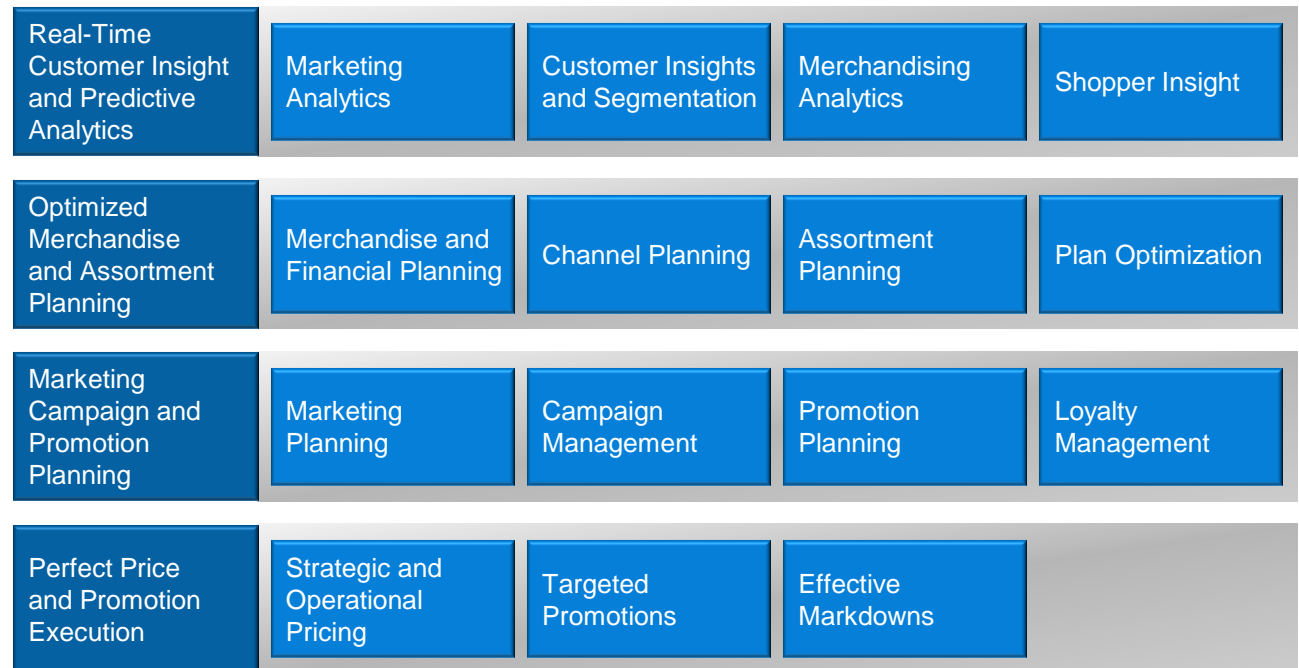 Real-Time
Customer Insight
and Predictive
Analytics
Marketing
Analytics
Customer Insights
and Segmentation
Merchandising
Analytics
Shopper Insight
Optimized
Merchandise
and Assortment
Planning
Merchandise and
Financial Planning
Channel Planning
Assortment
Planning
Plan Optimization
Marketing
Campaign and
Promotion
Planning
Marketing
Planning
Campaign
Management
Promotion
Planning
Loyalty
Management
Perfect Price
and Promotion
Execution
Strategic and
Operational
Pricing
Targeted
Promotions
Effective
Markdowns